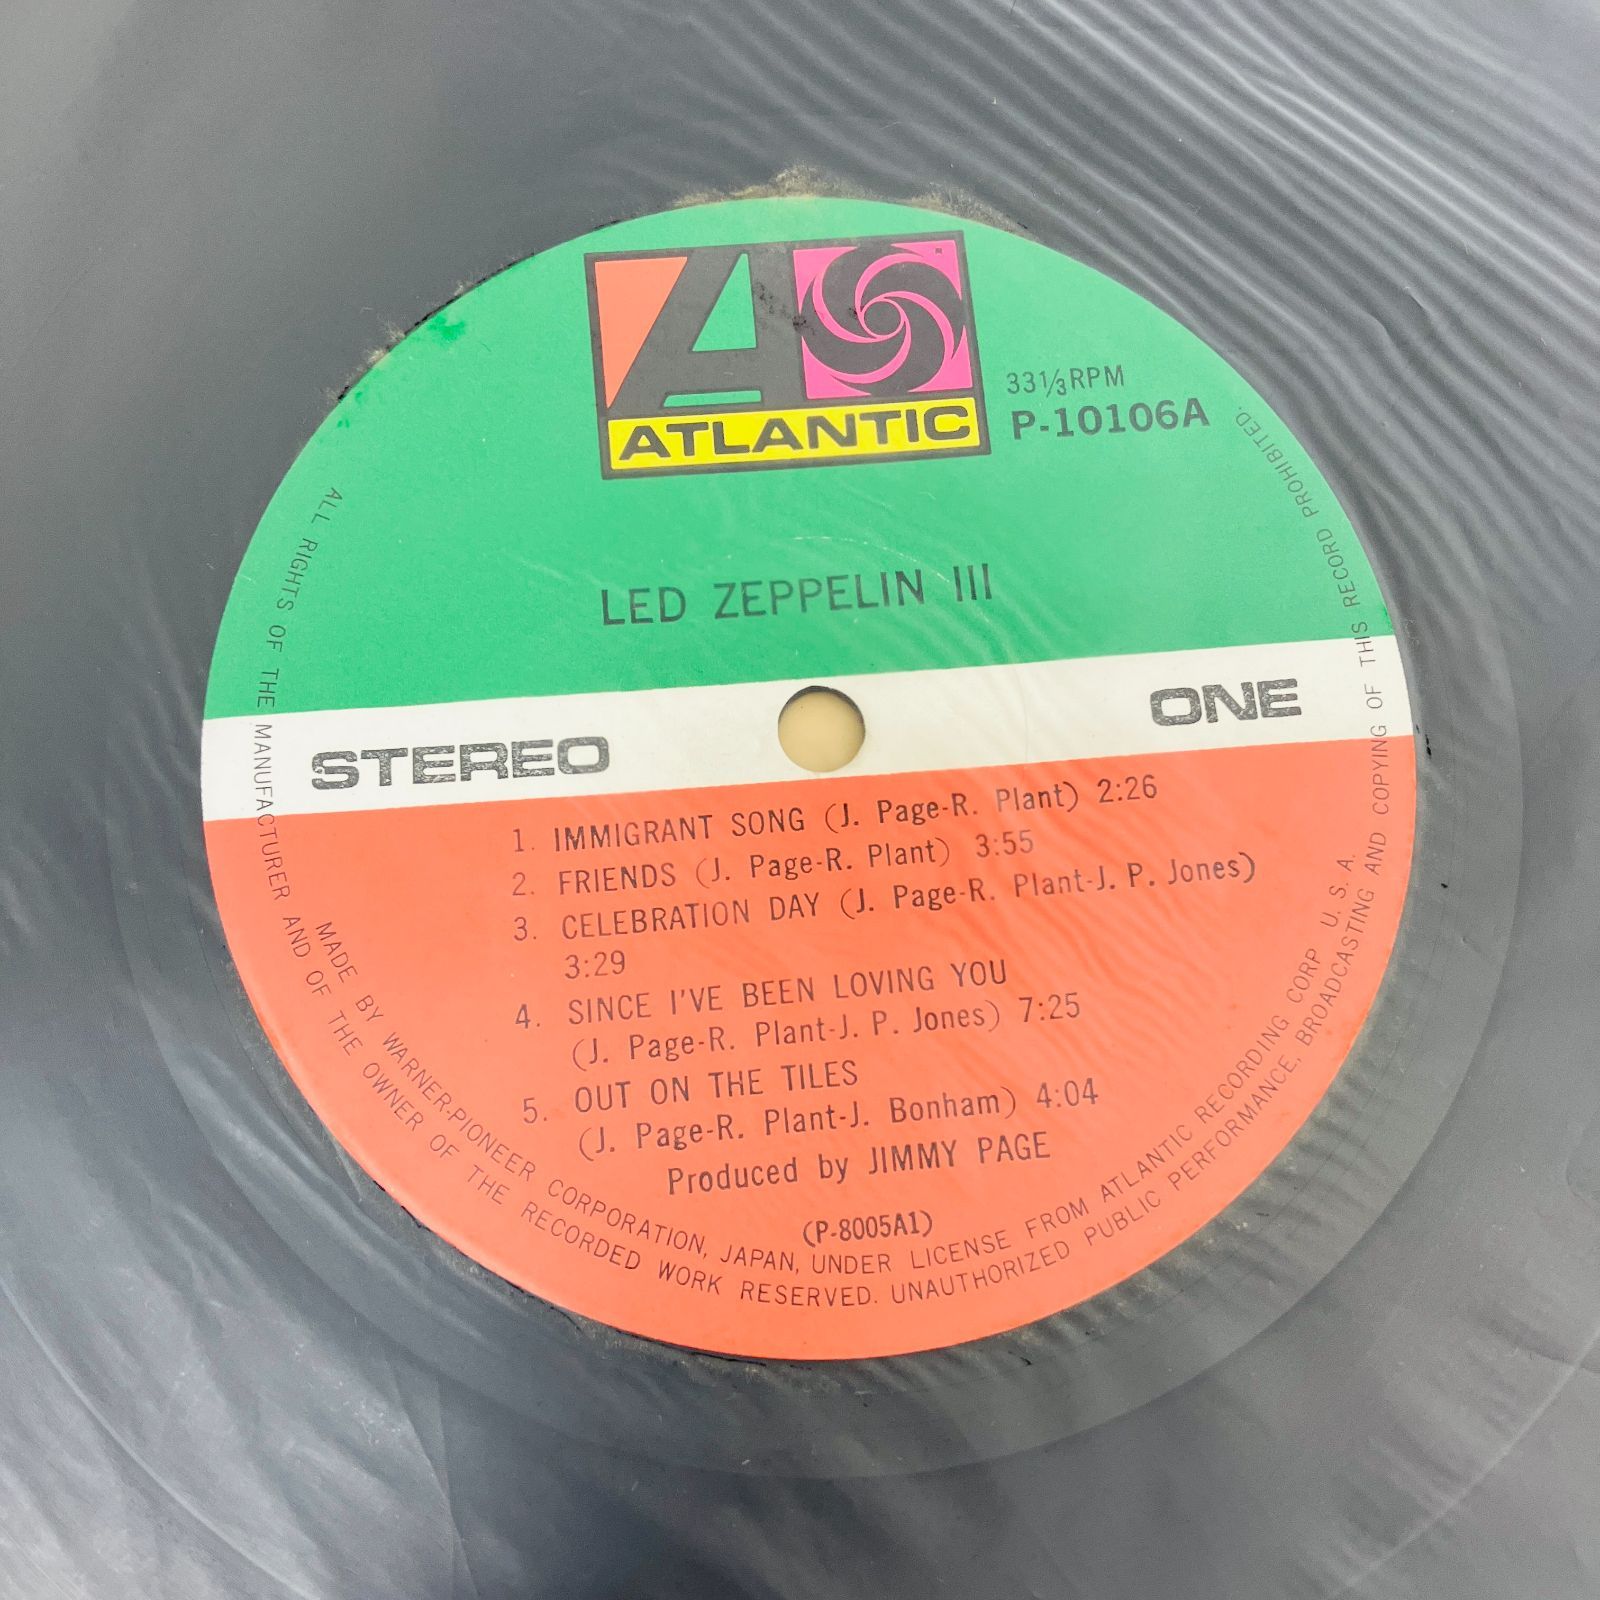 ATLANTIC
33 1/3 RPM
P-10106A
LED ZEPPELIN III
STEREO
ONE
1. IMMIGRANT SONG (J. Page-R. Plant) 2:26
2. FRIENDS (J. Page-R. Plant) 3:55
3. CELEBRATION DAY (J. Page-R. Plant-J. P. Jones)
3:29
4. SINCE I'VE BEEN LOVING YOU
(J. Page-R. Plant-J. P. Jones) 7:25
5. OUT ON THE TILES
(J. Page-R. Plant-J. Bonham) 4:04
Produced by JIMMY PAGE
(P-8005A1)
MADE BY WARNER-PIONEER CORPORATION, JAPAN, UNDER LICENSE FROM ATLANTIC RECORDING CORP U. S. A.
ALL RIGHTS OF THE MANUFACTURER AND OF THE OWNER OF THE RECORDED WORK RESERVED. UNAUTHORIZED PUBLIC PERFORMANCE, BROADCASTING AND COPYING OF THIS RECORD PROHIBITED.